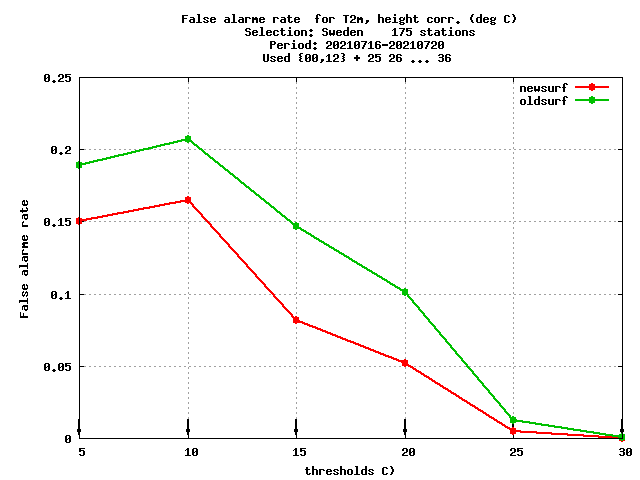 False alarme rate  for T2m, height corr. (deg C)
Selection: Sweden    175 stations
Period: 20210716-20210720
Used {00,12} + 25 26 ... 36
newsurf
oldsurf
0.25
0.2
0.15
0.1
0.05
0
False alarme rate
5 10 15 20 25 30
thresholds C)